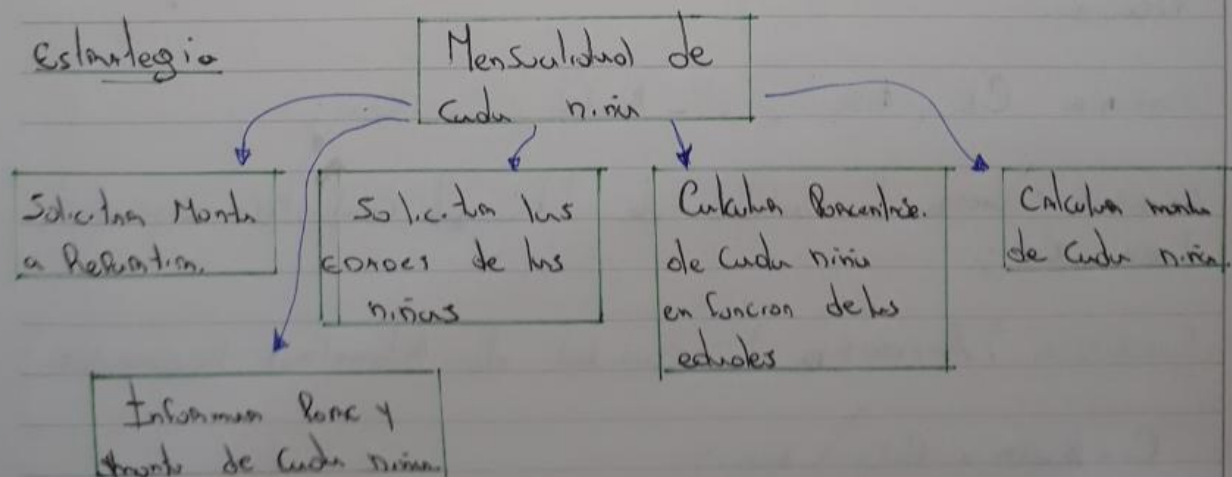 Estrategia
Mensualidad de
Cada niña
Solicitar Monto
a Repartir.
Solicitar las
edades de las
niñas
Calcular Porcentaje.
de Cada niña
en funcion de las
edades
Calcular monto
de Cada niña.
Informar Porc y
monto de Cada niña.